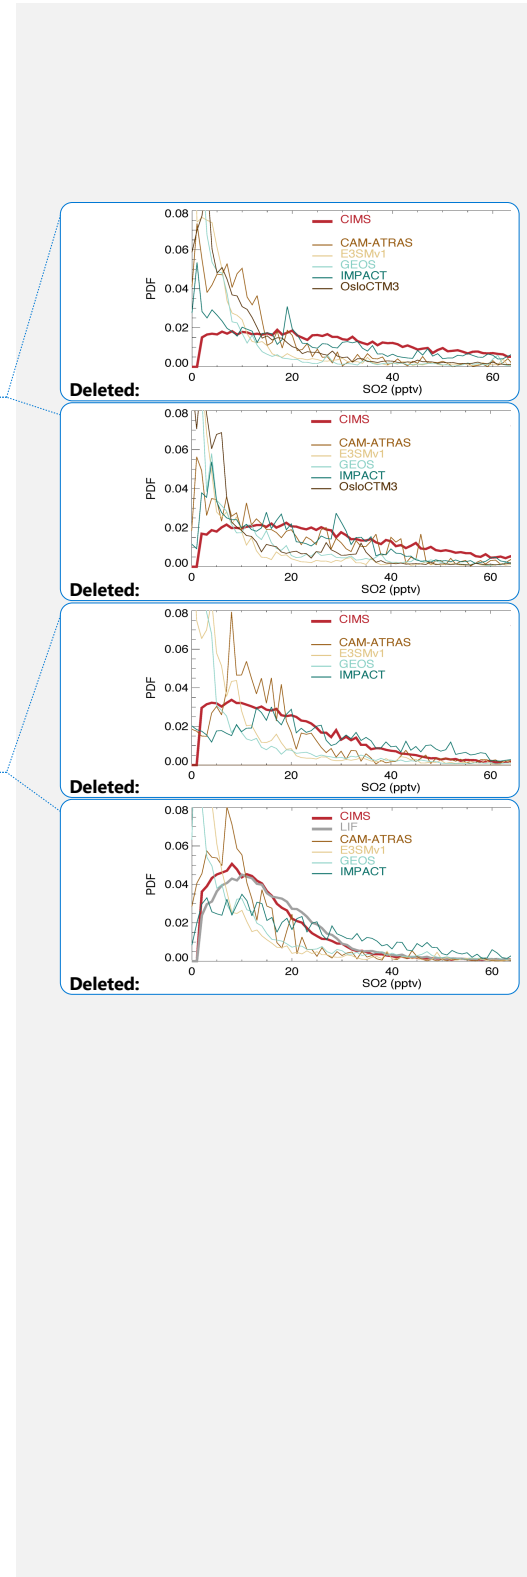 0.08
CIMS
CAM-ATRAS
0.06
E3SMv1
GEOS
IMPACT
PDF
0.04
OsloCTM3
0.02
0.00
0 20 40 60
Deleted: SO2 (pptv)
0.08
CIMS
CAM-ATRAS
0.06
E3SMv1
GEOS
IMPACT
PDF
0.04
OsloCTM3
0.02
0.00
0 20 40 60
Deleted: SO2 (pptv)
0.08
CIMS
CAM-ATRAS
0.06
E3SMv1
GEOS
IMPACT
PDF
0.04
0.02
0.00
0 20 40 60
Deleted: SO2 (pptv)
0.08
CIMS
LIF
CAM-ATRAS
0.06
E3SMv1
GEOS
IMPACT
PDF
0.04
0.02
0.00
0 20 40 60
SO2 (pptv)
Deleted: